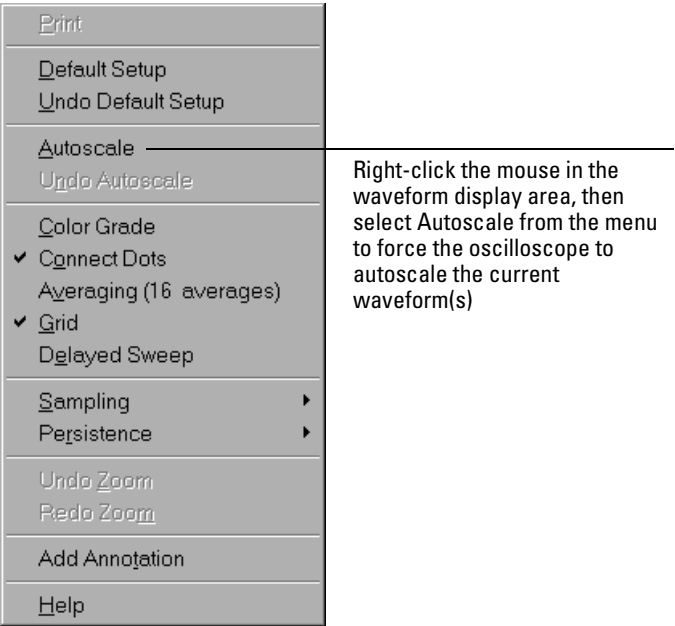 Print
Default Setup
Undo Default Setup
Autoscale
Undo Autoscale
Color Grade
Connect Dots
Averaging (16 averages)
Grid
Delayed Sweep
Sampling
Persistence
Undo Zoom
Redo Zoom
Add Annotation
Help
Right-click the mouse in the
waveform display area, then
select Autoscale from the menu
to force the oscilloscope to
autoscale the current
waveform(s)